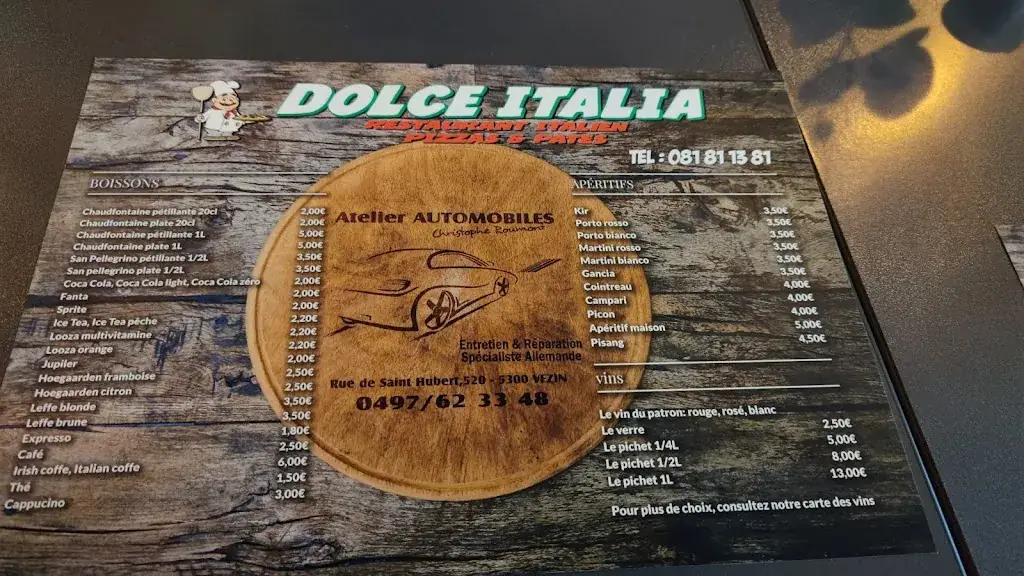 DOLCE ITALIA
RESTAURANT ITALIEN
PIZZAS & PATES
TEL : 081 81 13 81
BOISSONS
Chaudfontaine pétillante 20cl 2,00€
Chaudfontaine plate 20cl 2,00€
Chaudfontaine pétillante 1L 5,00€
Chaudfontaine plate 1L 5,00€
San Pellegrino pétillante 1/2L 3,50€
San pellegrino plate 1/2L 3,50€
Coca Cola, Coca Cola light, Coca Cola zéro 2,00€
Fanta 2,00€
Sprite 2,00€
Ice Tea, Ice Tea pêche 2,20€
Looza multivitamine 2,20€
Looza orange 2,20€
Jupiler 2,00€
Hoegaarden framboise 2,50€
Hoegaarden citron 2,50€
Leffe blonde 3,50€
Leffe brune 3,50€
Expresso 1,80€
Café 2,50€
Irish coffe, Italian coffe 6,00€
Thé 1,50€
Cappucino 3,00€
Atelier AUTOMOBILES
Christophe Roumont
Entretien & Réparation
Spécialiste Allemande
Rue de Saint Hubert,520 - 5300 VEZIN
0497/62 33 48
APÉRITIFS
Kir 3,50€
Porto rosso 3,50€
Porto bianco 3,50€
Martini rosso 3,50€
Martini bianco 3,50€
Gancia 3,50€
Cointreau 4,00€
Campari 4,00€
Picon 4,00€
Apéritif maison 5,00€
Pisang 4,50€
vins
Le vin du patron: rouge, rosé, blanc
Le verre 2,50€
Le pichet 1/4L 5,00€
Le pichet 1/2L 8,00€
Le pichet 1L 13,00€
Pour plus de choix, consultez notre carte des vins